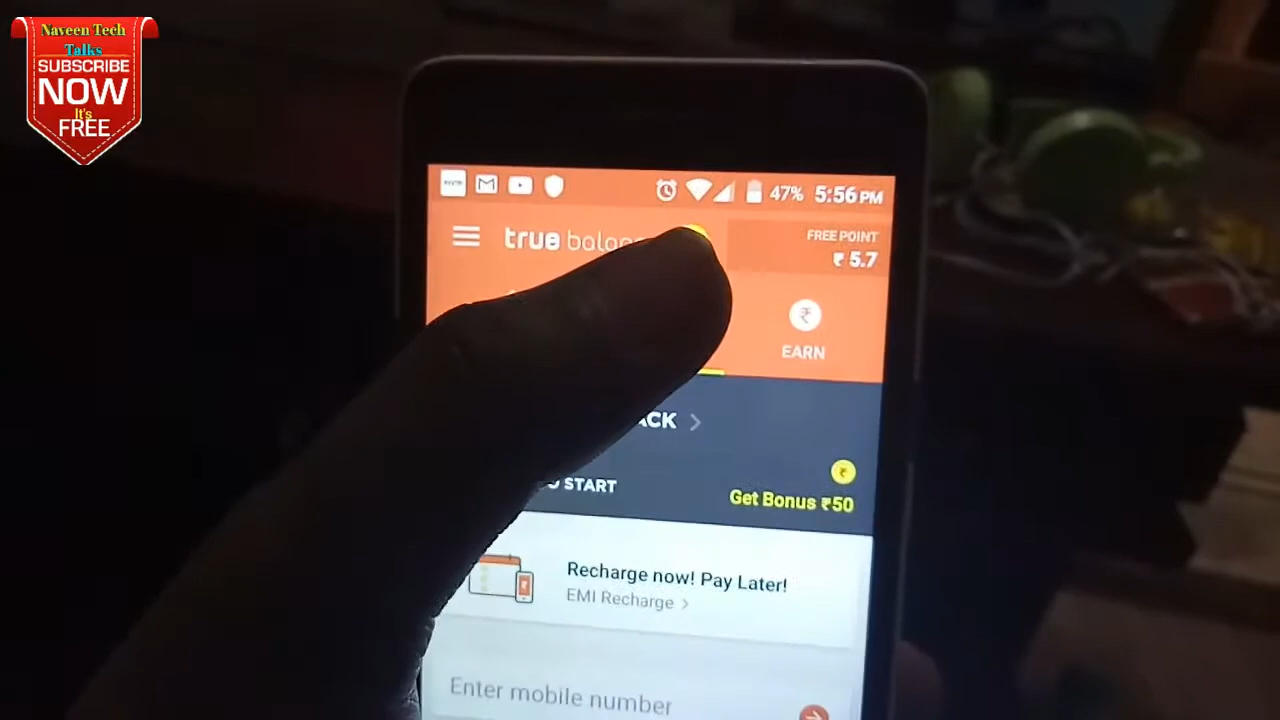 Naveen Tech
Talks
SUBSCRIBE
NOW
It's
FREE
47% 5:56 PM
true
FREE POINT
₹ 5.7
EARN
START
Get Bonus ₹50
Recharge now! Pay Later!
EMI Recharge >
Enter mobile number